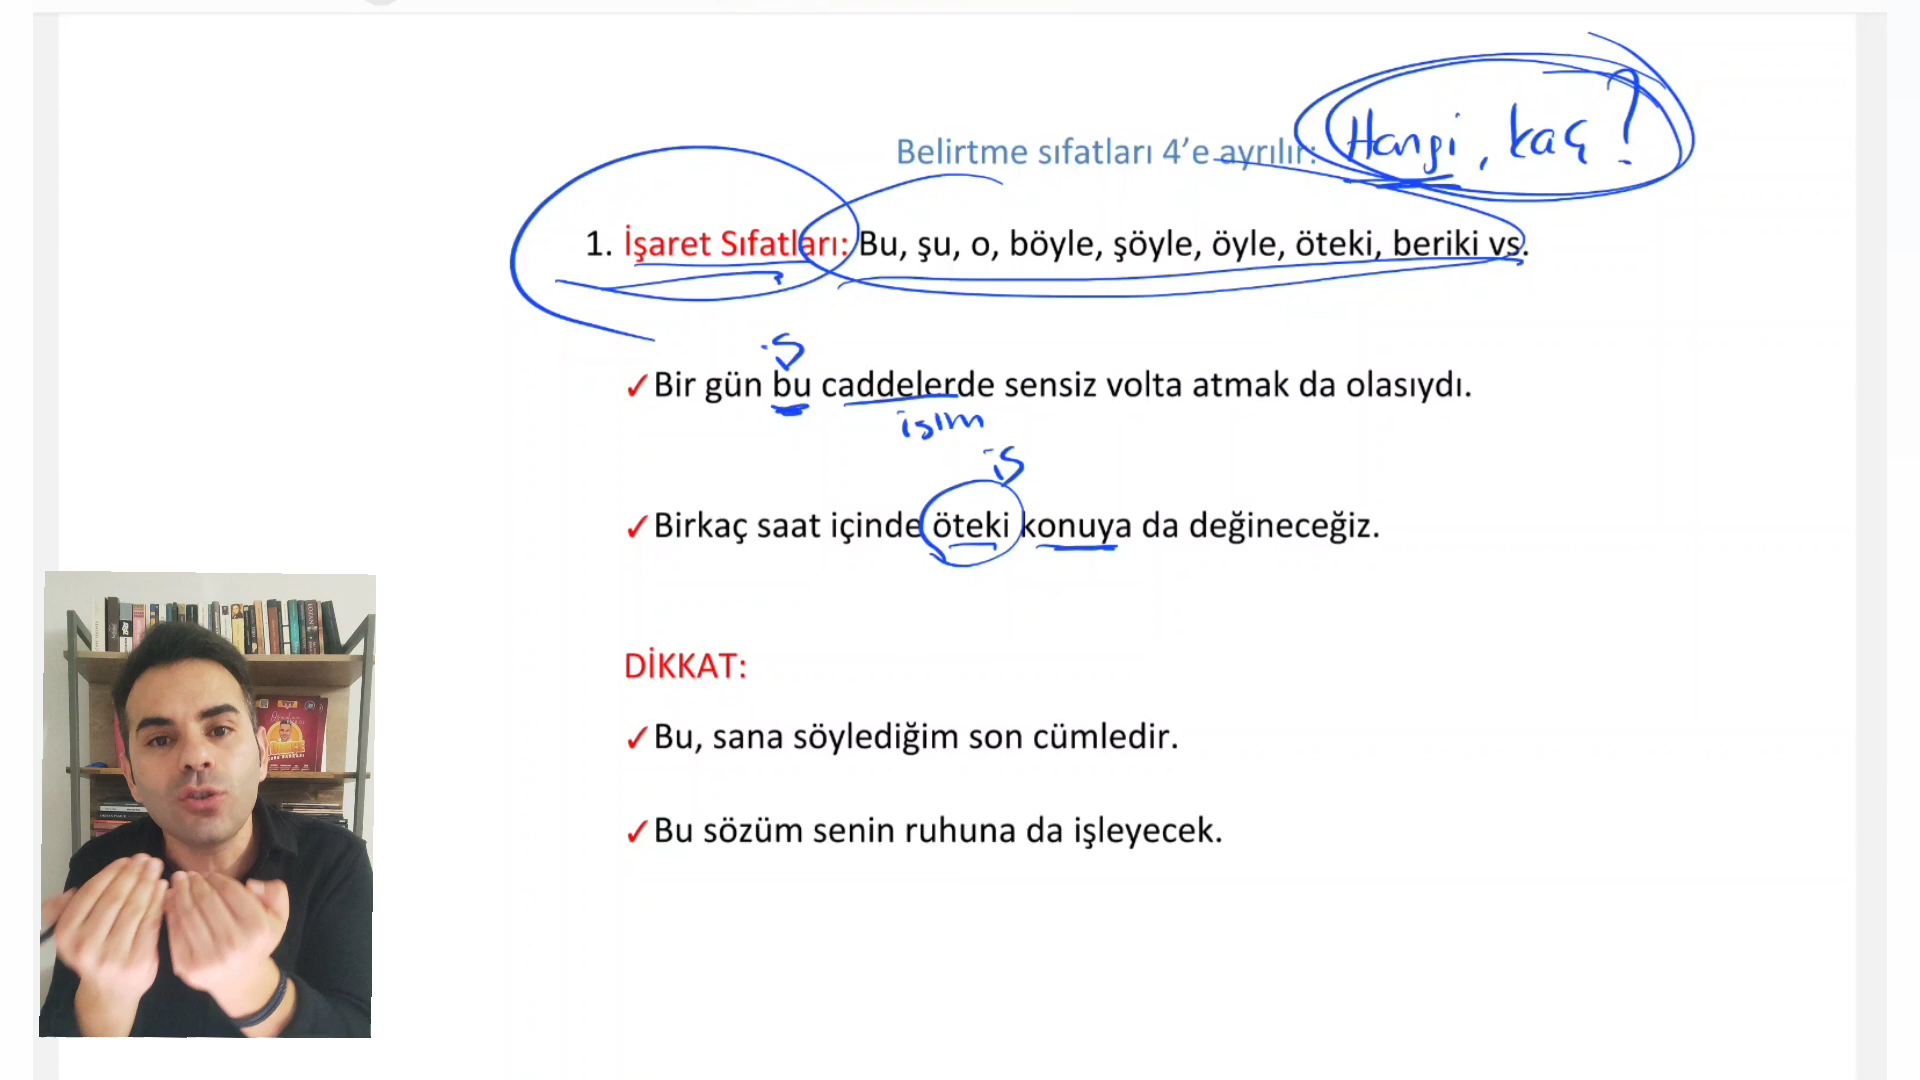 Belirtme sıfatları 4'e ayrılır: Hangi, kaç?
1. İşaret Sıfatları: Bu, şu, o, böyle, şöyle, öyle, öteki, beriki vs.
iS
✓Bir gün bu caddelerde sensiz volta atmak da olasıydı.
isim
iS
✓Birkaç saat içinde öteki konuya da değineceğiz.
DİKKAT:
✓Bu, sana söylediğim son cümledir.
✓Bu sözüm senin ruhuna da işleyecek.